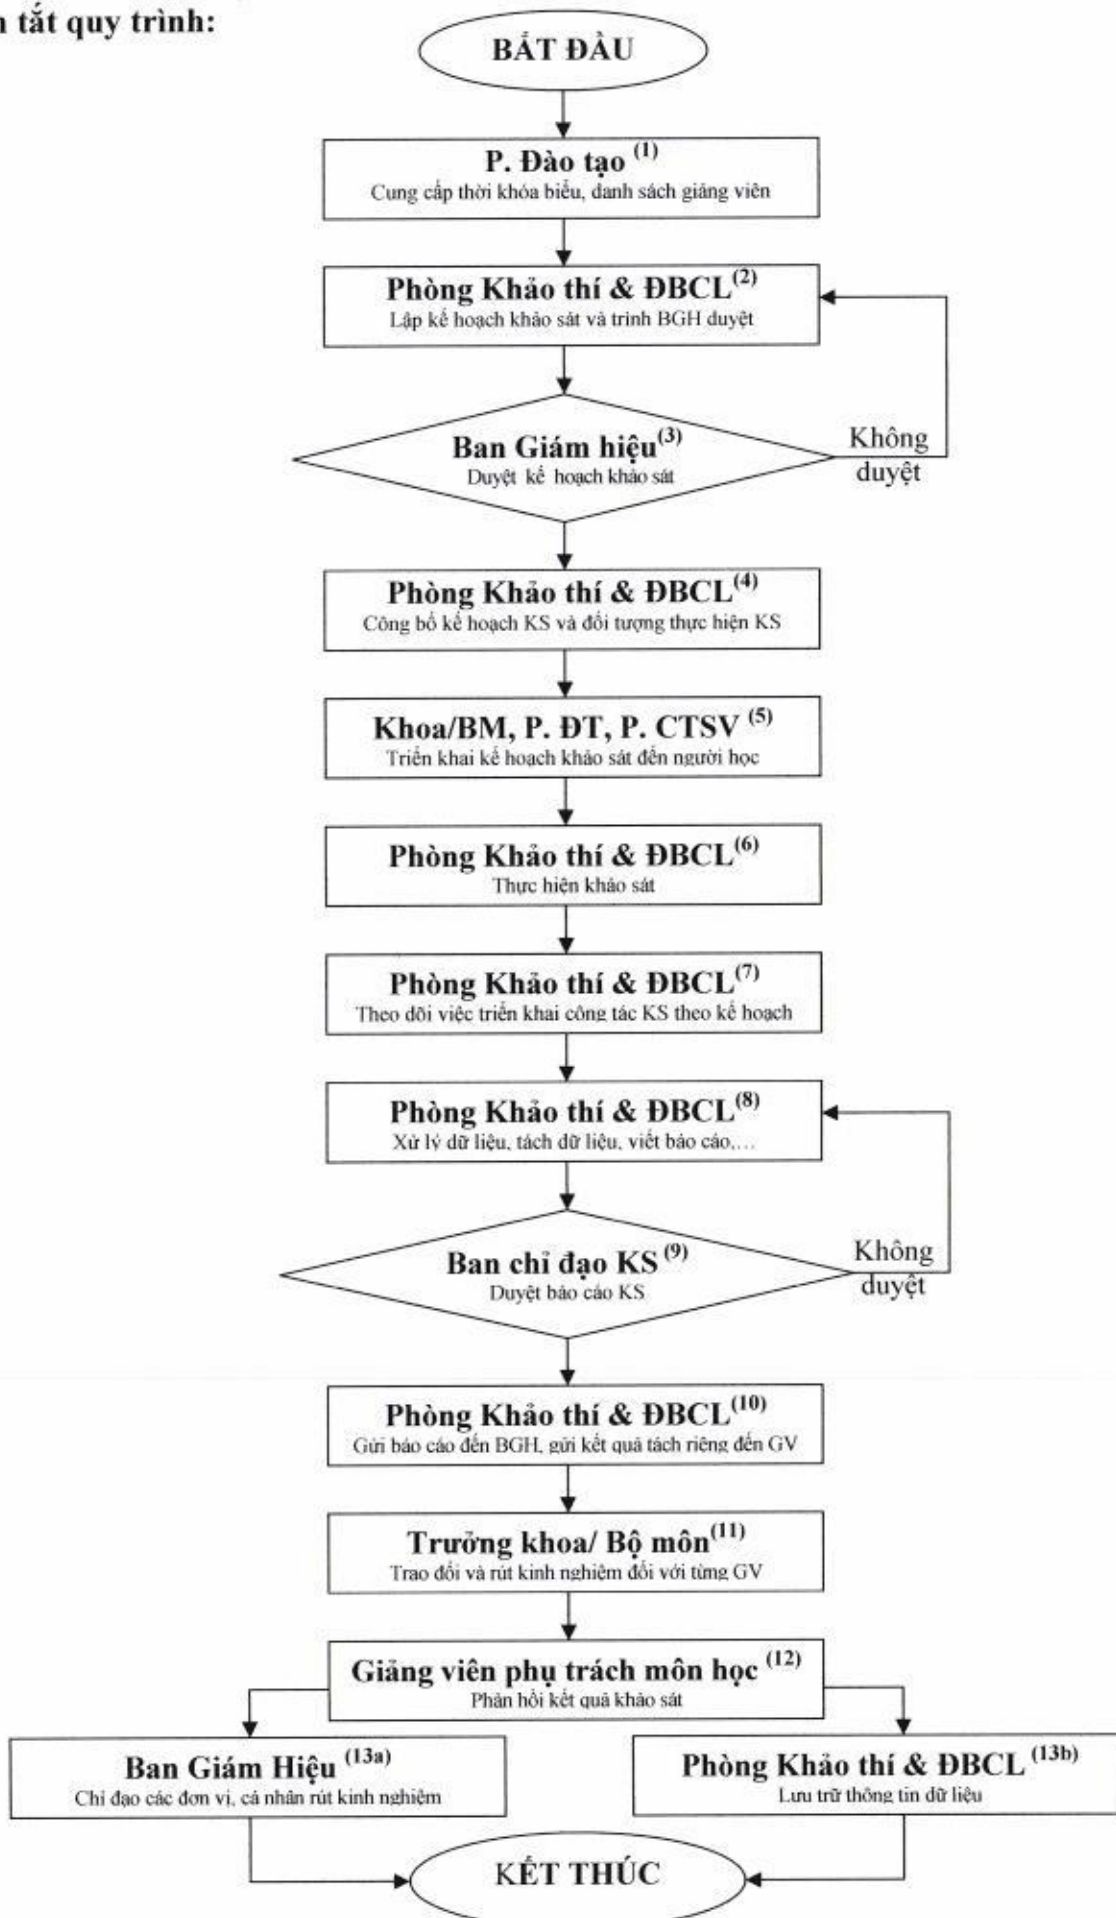 tắt quy trình:
BẮT ĐẦU
P. Đào tạo (1)
Cung cấp thời khóa biểu, danh sách giảng viên
Phòng Khảo thí & ĐBCL(2)
Lập kế hoạch khảo sát và trình BGH duyệt
Ban Giám hiệu(3)
Duyệt kế hoạch khảo sát
Không
duyệt
Phòng Khảo thí & ĐBCL(4)
Công bố kế hoạch KS và đối tượng thực hiện KS
Khoa/BM, P. ĐT, P. CTSV (5)
Triển khai kế hoạch khảo sát đến người học
Phòng Khảo thí & ĐBCL(6)
Thực hiện khảo sát
Phòng Khảo thí & ĐBCL(7)
Theo dõi việc triển khai công tác KS theo kế hoạch
Phòng Khảo thí & ĐBCL(8)
Xử lý dữ liệu, tách dữ liệu, viết báo cáo,…
Ban chỉ đạo KS (9)
Duyệt báo cáo KS
Không
duyệt
Phòng Khảo thí & ĐBCL(10)
Gửi báo cáo đến BGH, gửi kết quả tách riêng đến GV
Trưởng khoa/ Bộ môn(11)
Trao đổi và rút kinh nghiệm đối với từng GV
Giảng viên phụ trách môn học (12)
Phản hồi kết quả khảo sát
Ban Giám Hiệu (13a)
Chỉ đạo các đơn vị, cá nhân rút kinh nghiệm
Phòng Khảo thí & ĐBCL (13b)
Lưu trữ thông tin dữ liệu
KẾT THÚC